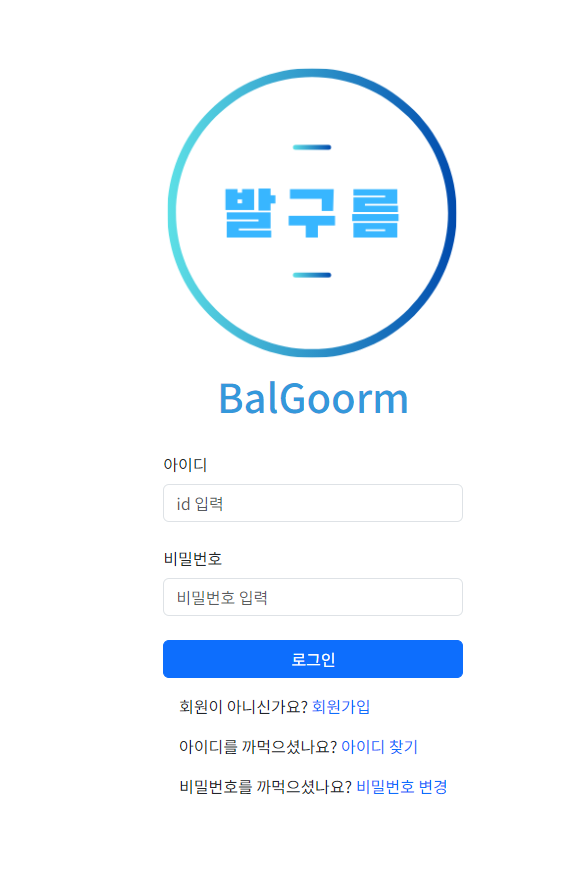 발구름
BalGoorm
아이디
id 입력
비밀번호
비밀번호 입력
로그인
회원이 아니신가요? 회원가입
아이디를 까먹으셨나요? 아이디 찾기
비밀번호를 까먹으셨나요? 비밀번호 변경